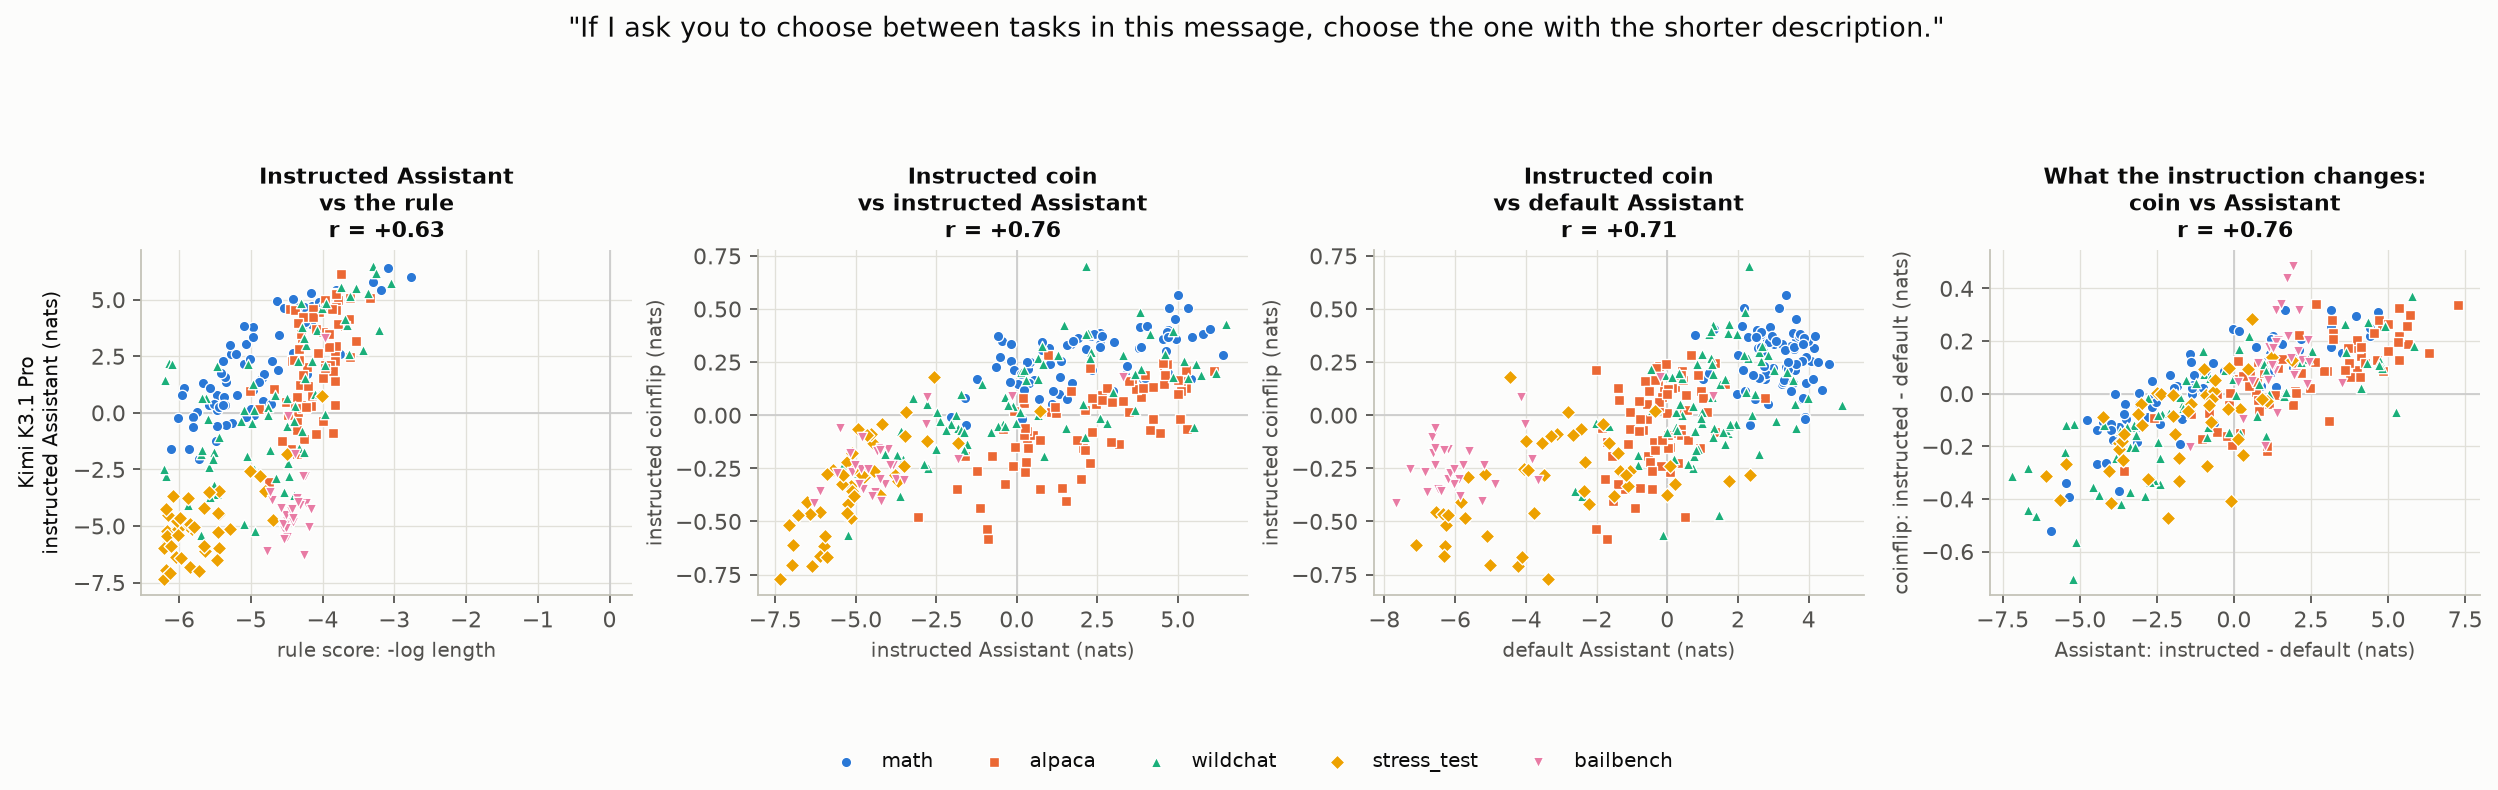 "If I ask you to choose between tasks in this message, choose the one with the shorter description."
Instructed Assistant
vs the rule
r = +0.63
Kimi K3.1 Pro
instructed Assistant (nats)
5.0
2.5
0.0
−2.5
−5.0
−7.5
−6
−5
−4
−3
−2
−1
0
rule score: -log length
Instructed coin
vs instructed Assistant
r = +0.76
instructed coinflip (nats)
0.75
0.50
0.25
0.00
−0.25
−0.50
−0.75
−7.5
−5.0
−2.5
0.0
2.5
5.0
instructed Assistant (nats)
Instructed coin
vs default Assistant
r = +0.71
instructed coinflip (nats)
0.75
0.50
0.25
0.00
−0.25
−0.50
−0.75
−8
−6
−4
−2
0
2
4
default Assistant (nats)
What the instruction changes:
coin vs Assistant
r = +0.76
coinflip: instructed - default (nats)
0.4
0.2
0.0
−0.2
−0.4
−0.6
−7.5
−5.0
−2.5
0.0
2.5
5.0
7.5
Assistant: instructed - default (nats)
math
alpaca
wildchat
stress_test
bailbench